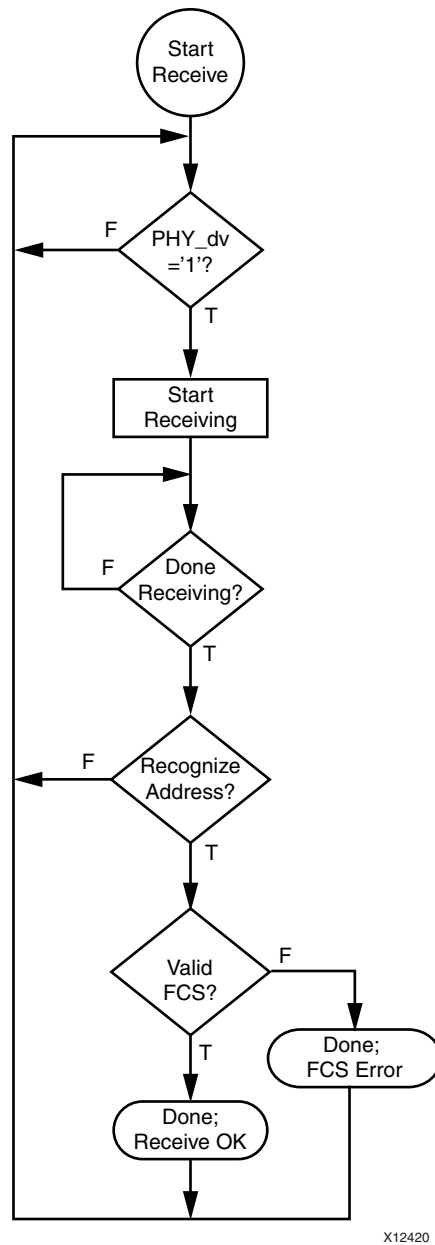 Start
Receive
F
PHY_dv
='1'?
T
Start
Receiving
F
Done
Receiving?
T
F
Recognize
Address?
T
F
Valid
FCS?
T
Done;
FCS Error
Done;
Receive OK
X12420